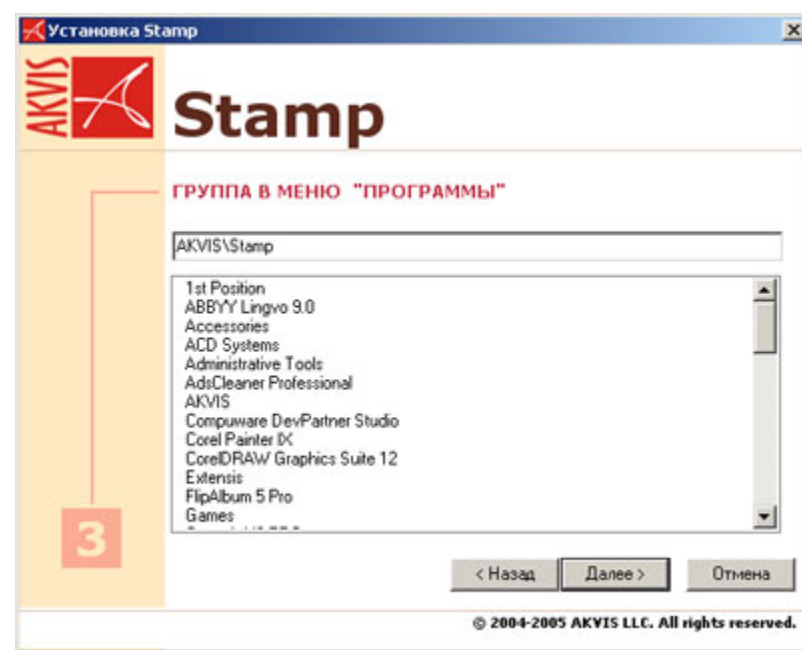 Установка Stamp
AKVIS
Stamp
ГРУППА В МЕНЮ "ПРОГРАММЫ"
AKVIS\Stamp
1st Position
ABBYY Lingvo 9.0
Accessories
ACD Systems
Administrative Tools
AdsCleaner Professional
AKVIS
Compuware DevPartner Studio
Corel Painter IX
CorelDRAW Graphics Suite 12
Extensis
FlipAlbum 5 Pro
Games
3
< Назад
Далее >
Отмена
© 2004-2005 AKVIS LLC. All rights reserved.